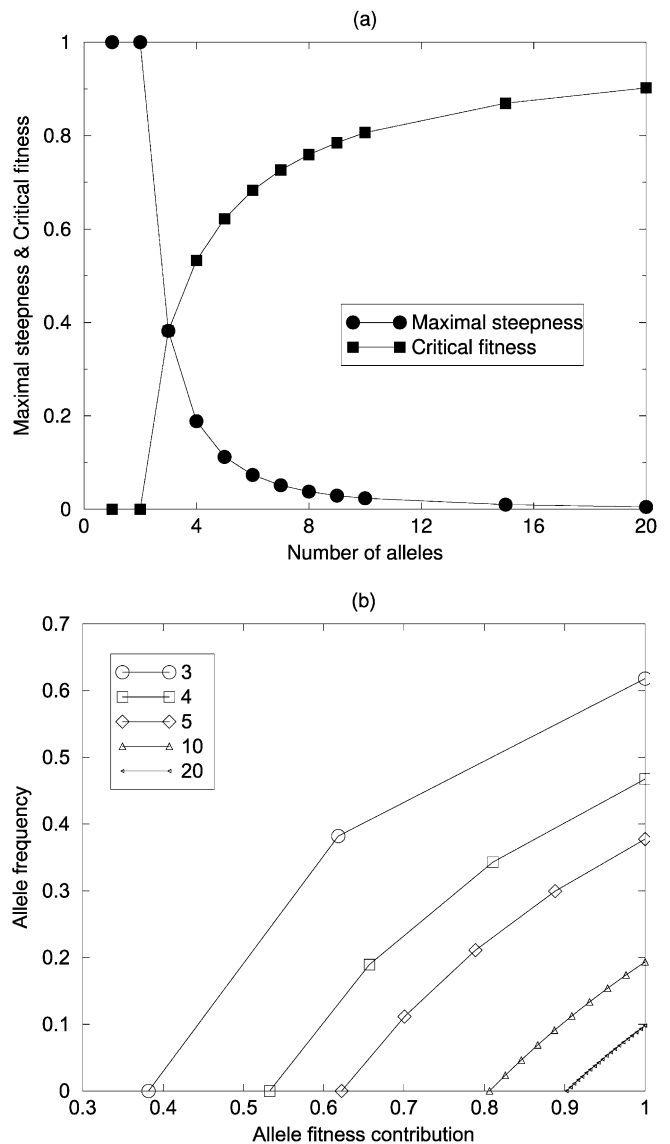 (a)
1
0.8
0.6
0.4
0.2
0
Maximal steepness & Critical fitness
Maximal steepness
Critical fitness
0 4 8 12 16 20
Number of alleles
(b)
0.7
0.6
0.5
0.4
0.3
0.2
0.1
0
Allele frequency
3
4
5
10
20
0.3 0.4 0.5 0.6 0.7 0.8 0.9 1
Allele fitness contribution